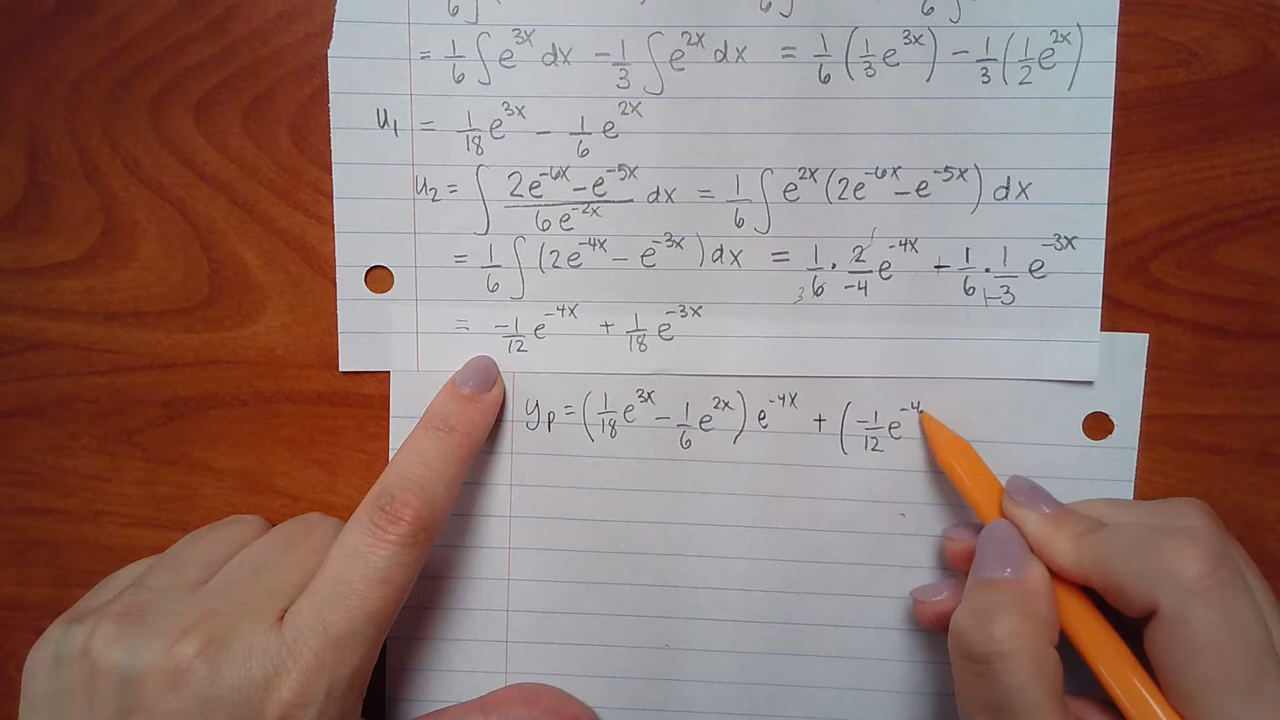 = 1/6 ∫ e^{3x} dx - 1/3 ∫ e^{2x} dx = 1/6 (1/3 e^{3x}) - 1/3 (1/2 e^{2x})
u₁ = 1/18 e^{3x} - 1/6 e^{2x}
u₂ = ∫ (2e^{-6x} - e^{-5x})/(6e^{-2x}) dx = 1/6 ∫ e^{2x} (2e^{-6x} - e^{-5x}) dx
= 1/6 ∫ (2e^{-4x} - e^{-3x}) dx = 1/6 · 2/-4 e^{-4x} + 1/6 · 1/-3 e^{-3x}
= -1/12 e^{-4x} + 1/18 e^{-3x}
y_p = (1/18 e^{3x} - 1/6 e^{2x}) e^{-4x} + (-1/12 e^{-4